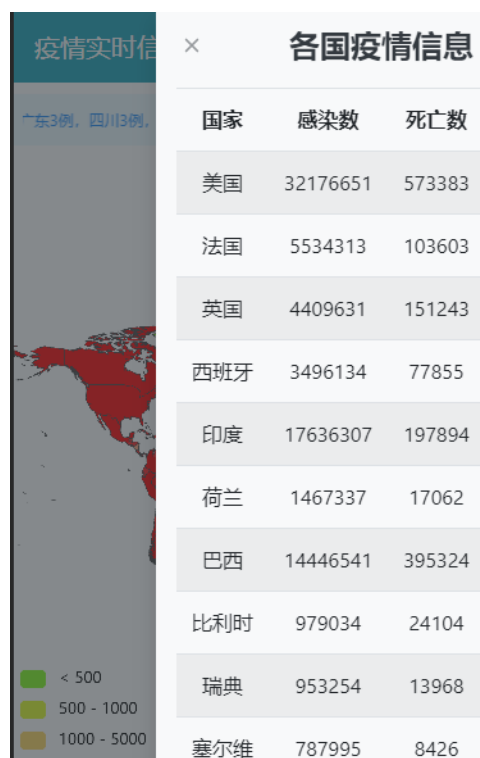 疫情实时信
×
各国疫情信息
东3例，四川3例，
国家 感染数 死亡数
美国 32176651 573383
法国 5534313 103603
英国 4409631 151243
西班牙 3496134 77855
印度 17636307 197894
荷兰 1467337 17062
巴西 14446541 395324
比利时 979034 24104
瑞典 953254 13968
塞尔维 787995 8426
< 500
500 - 1000
1000 - 5000